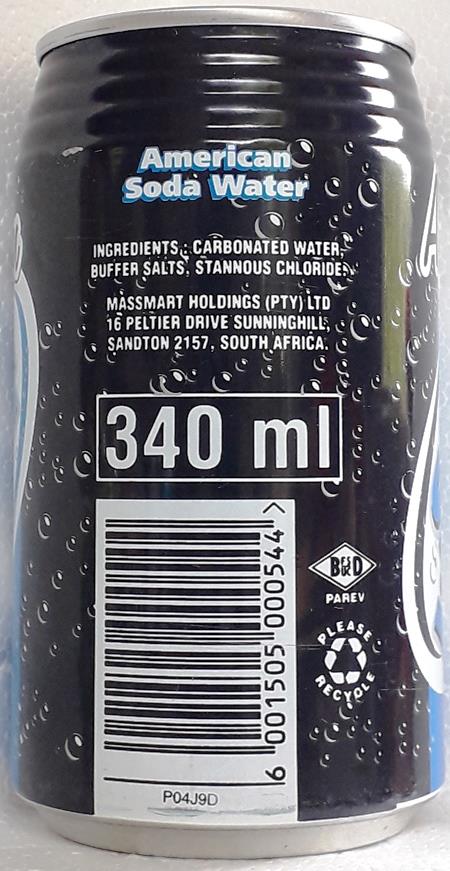 American
Soda Water
INGREDIENTS: CARBONATED WATER,
BUFFER SALTS, STANNOUS CHLORIDE.
MASSMART HOLDINGS (PTY) LTD
16 PELTIER DRIVE SUNNINGHILL,
SANDTON 2157, SOUTH AFRICA.
340 ml
6 001505 000544 >
P04J9D
PAREV
PLEASE
RECYCLE